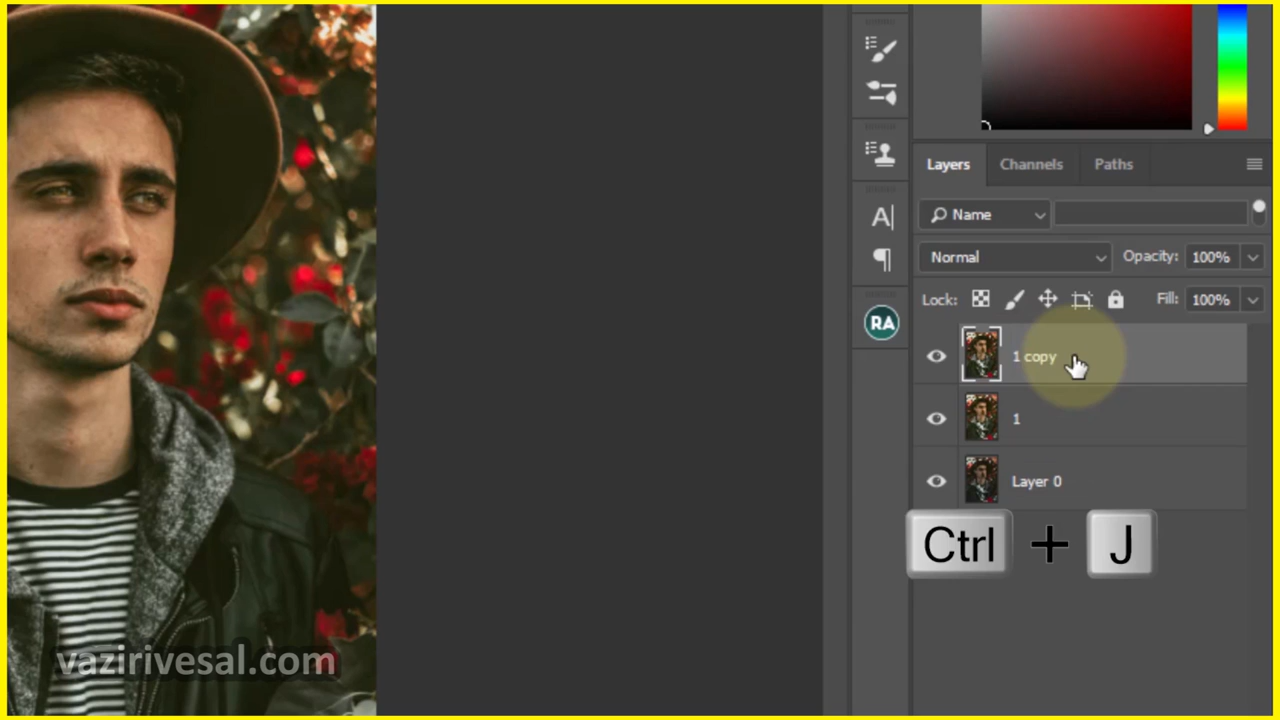 Layers Channels Paths
Name
Normal Opacity: 100%
Lock: Fill: 100%
A
RA
1 copy
1
Layer 0
Ctrl + J
vazirivesal.com